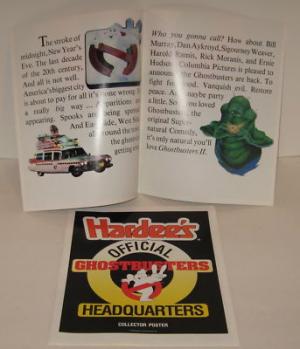 The stroke of
midnight, New Year's
Eve. The last decade
of the 20th century,
And all is not well.
America's biggest city
is about to pay for all it's done wrong in
a really big way ... Apparitions are
appearing. Spooks are being spotted.
And East side, West Side
all around the town
the ghosts
getting
Who you gonna call? How about Bill
Murray, Dan Aykroyd, Sigourney Weaver,
Harold Ramis, Rick Moranis, and Ernie
Hudson. Columbia Pictures is pleased to
announce, the Ghostbusters are back. To
fight for good. Vanquish evil. Restore
peace. And maybe party
a little. So if you loved
Ghostbusters, the
original Super-
natural Comedy,
it's only natural you'll
love Ghostbusters II.
Hardee's
OFFICIAL
GHOSTBUSTERS
HEADQUARTERS
COLLECTOR POSTER